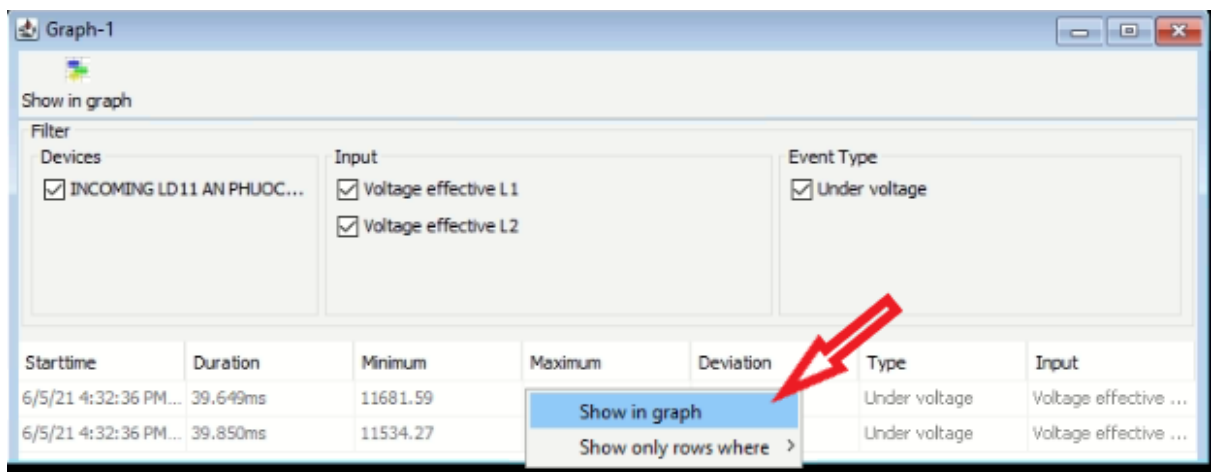 Graph-1
Show in graph
Filter
Devices Input Event Type
INCOMING LD11 AN PHUOC... Voltage effective L1 Under voltage
Voltage effective L2
Starttime Duration Minimum Maximum Deviation Type Input
6/5/21 4:32:36 PM... 39.649ms 11681.59 Show in graph Under voltage Voltage effective ...
6/5/21 4:32:36 PM... 39.850ms 11534.27 Show only rows where > Under voltage Voltage effective ...